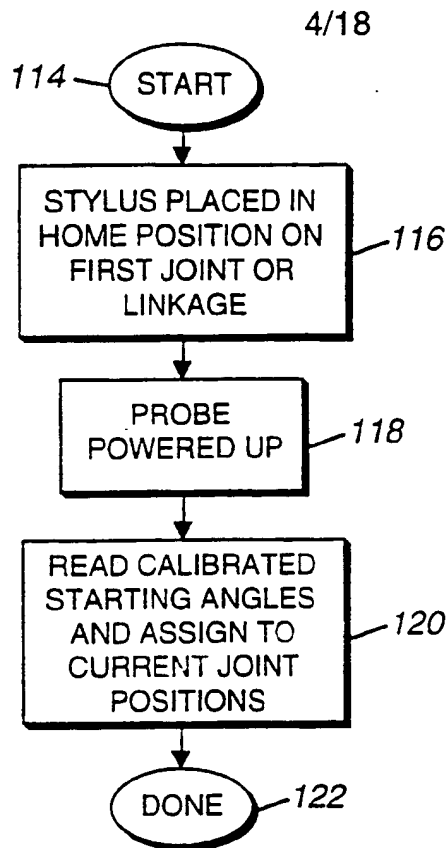 4/18
114
START
STYLUS PLACED IN
HOME POSITION ON
FIRST JOINT OR
LINKAGE
116
PROBE
POWERED UP
118
READ CALIBRATED
STARTING ANGLES
AND ASSIGN TO
CURRENT JOINT
POSITIONS
120
DONE
122